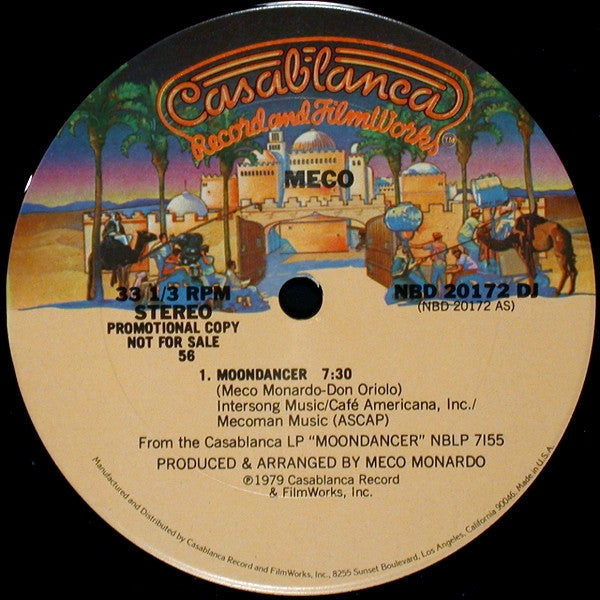 Casablanca
Record and FilmWorks™
MECO
33 1/3 RPM
STEREO
PROMOTIONAL COPY
NOT FOR SALE
56
NBD 20172 DJ
(NBD 20172 AS)
1. MOONDANCER 7:30
(Meco Monardo-Don Oriolo)
Intersong Music/Café Americana, Inc./
Mecoman Music (ASCAP)
From the Casablanca LP “MOONDANCER” NBLP 7155
PRODUCED & ARRANGED BY MECO MONARDO
℗1979 Casablanca Record
& FilmWorks, Inc.
Manufactured and Distributed by Casablanca Record and FilmWorks, Inc., 8255 Sunset Boulevard, Los Angeles, California 90046. Made in U.S.A.